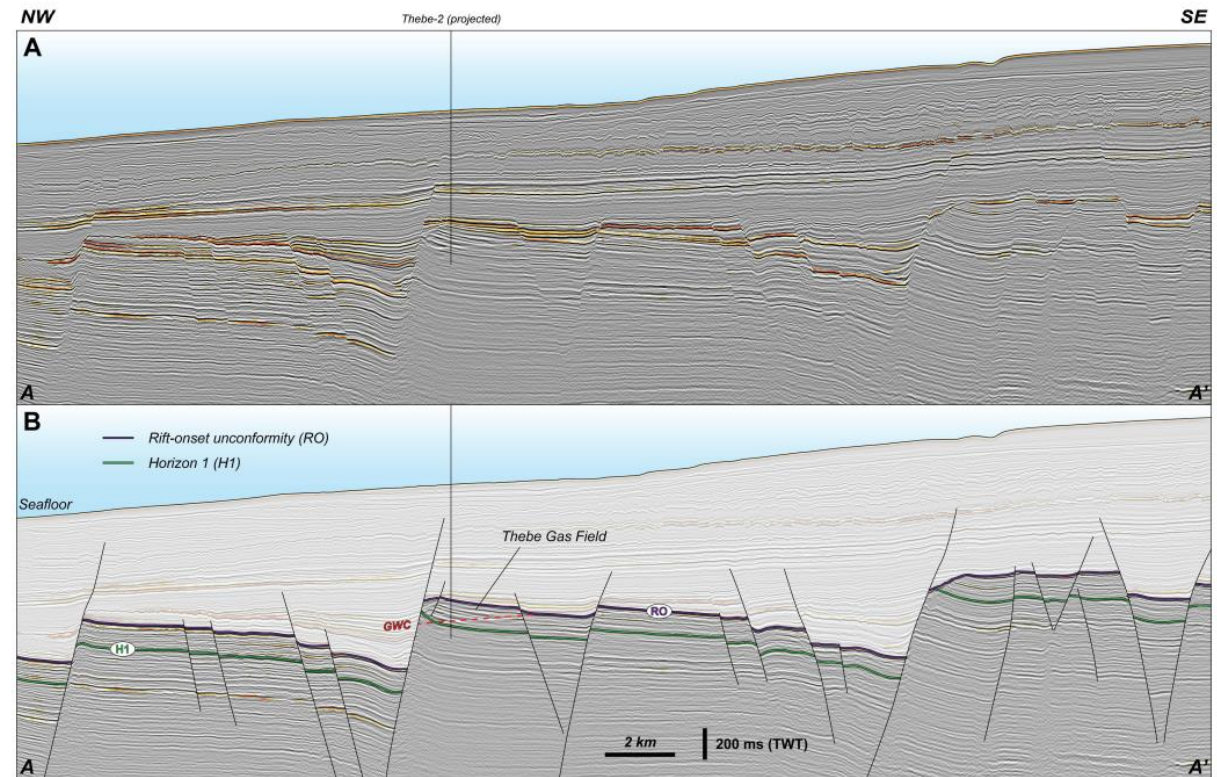 NW
Thebe-2 (projected)
SE
A
A
A'
B
Rift-onset unconformity (RO)
Horizon 1 (H1)
Seafloor
Thebe Gas Field
RO
GWC
H1
2 km
200 ms (TWT)
A
A'